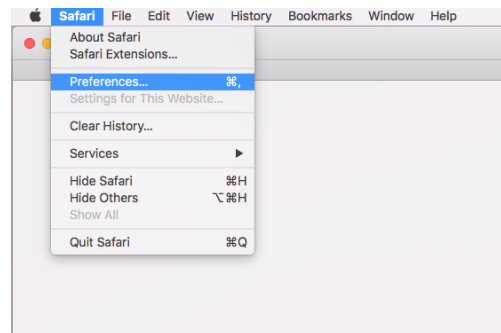 Safari File Edit View History Bookmarks Window Help
About Safari
Safari Extensions...
Preferences... ⌘,
Settings for This Website...
Clear History...
Services ▶
Hide Safari ⌘H
Hide Others ⌥⌘H
Show All
Quit Safari ⌘Q